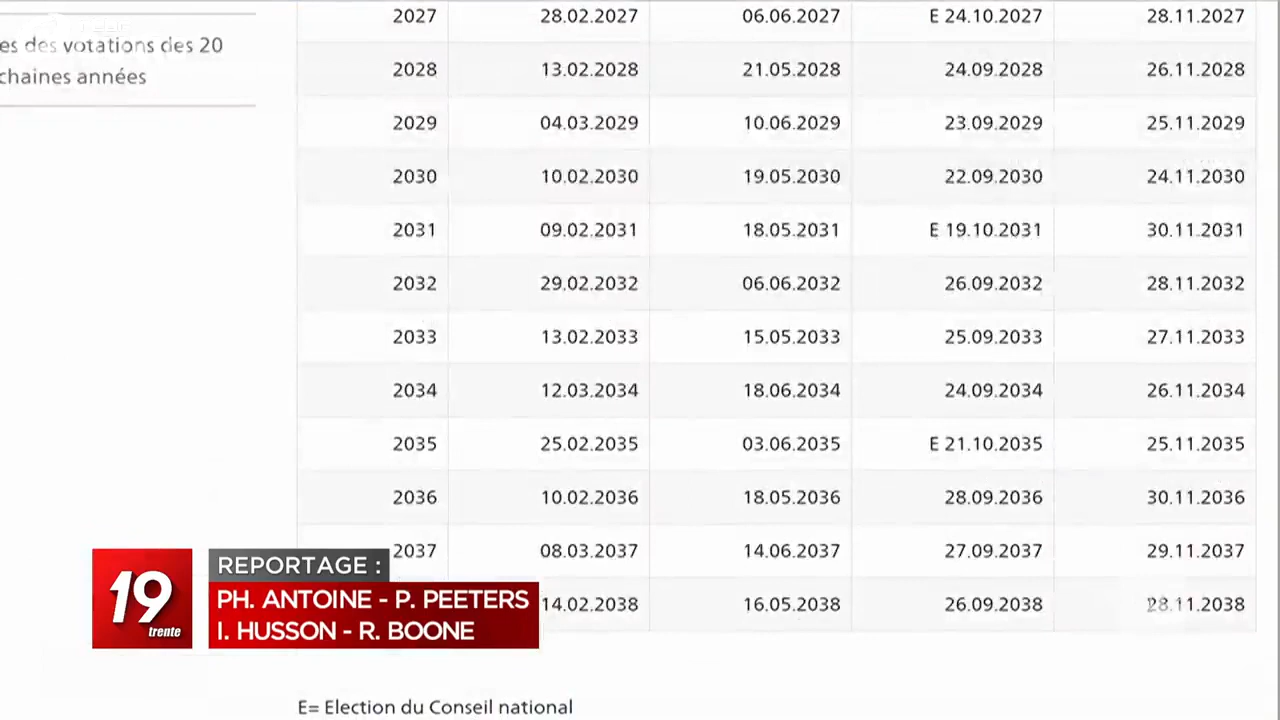 2027 28.02.2027 06.06.2027 E 24.10.2027 28.11.2027
es des votations des 20
chaines années
2028 13.02.2028 21.05.2028 24.09.2028 26.11.2028
2029 04.03.2029 10.06.2029 23.09.2029 25.11.2029
2030 10.02.2030 19.05.2030 22.09.2030 24.11.2030
2031 09.02.2031 18.05.2031 E 19.10.2031 30.11.2031
2032 29.02.2032 06.06.2032 26.09.2032 28.11.2032
2033 13.02.2033 15.05.2033 25.09.2033 27.11.2033
2034 12.03.2034 18.06.2034 24.09.2034 26.11.2034
2035 25.02.2035 03.06.2035 E 21.10.2035 25.11.2035
2036 10.02.2036 18.05.2036 28.09.2036 30.11.2036
2037 08.03.2037 14.06.2037 27.09.2037 29.11.2037
14.02.2038 16.05.2038 26.09.2038 28.11.2038
19
trente
REPORTAGE :
PH. ANTOINE - P. PEETERS
I. HUSSON - R. BOONE
E= Election du Conseil national